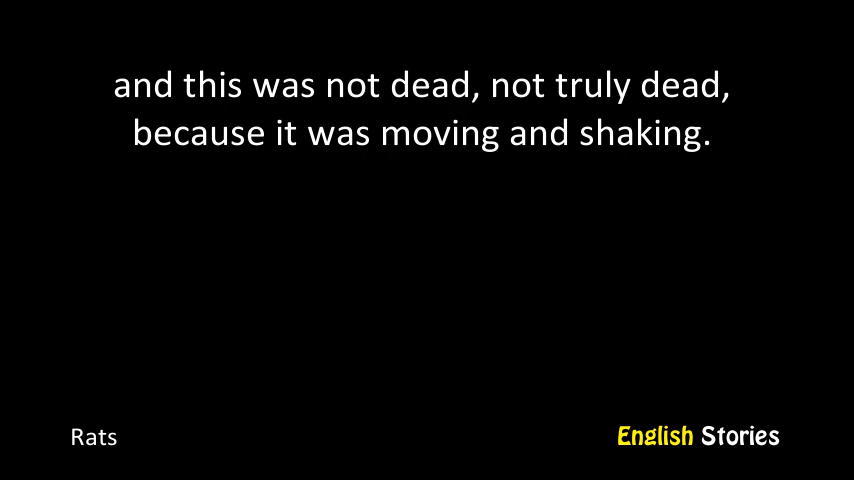 and this was not dead, not truly dead,
because it was moving and shaking.
Rats
English Stories